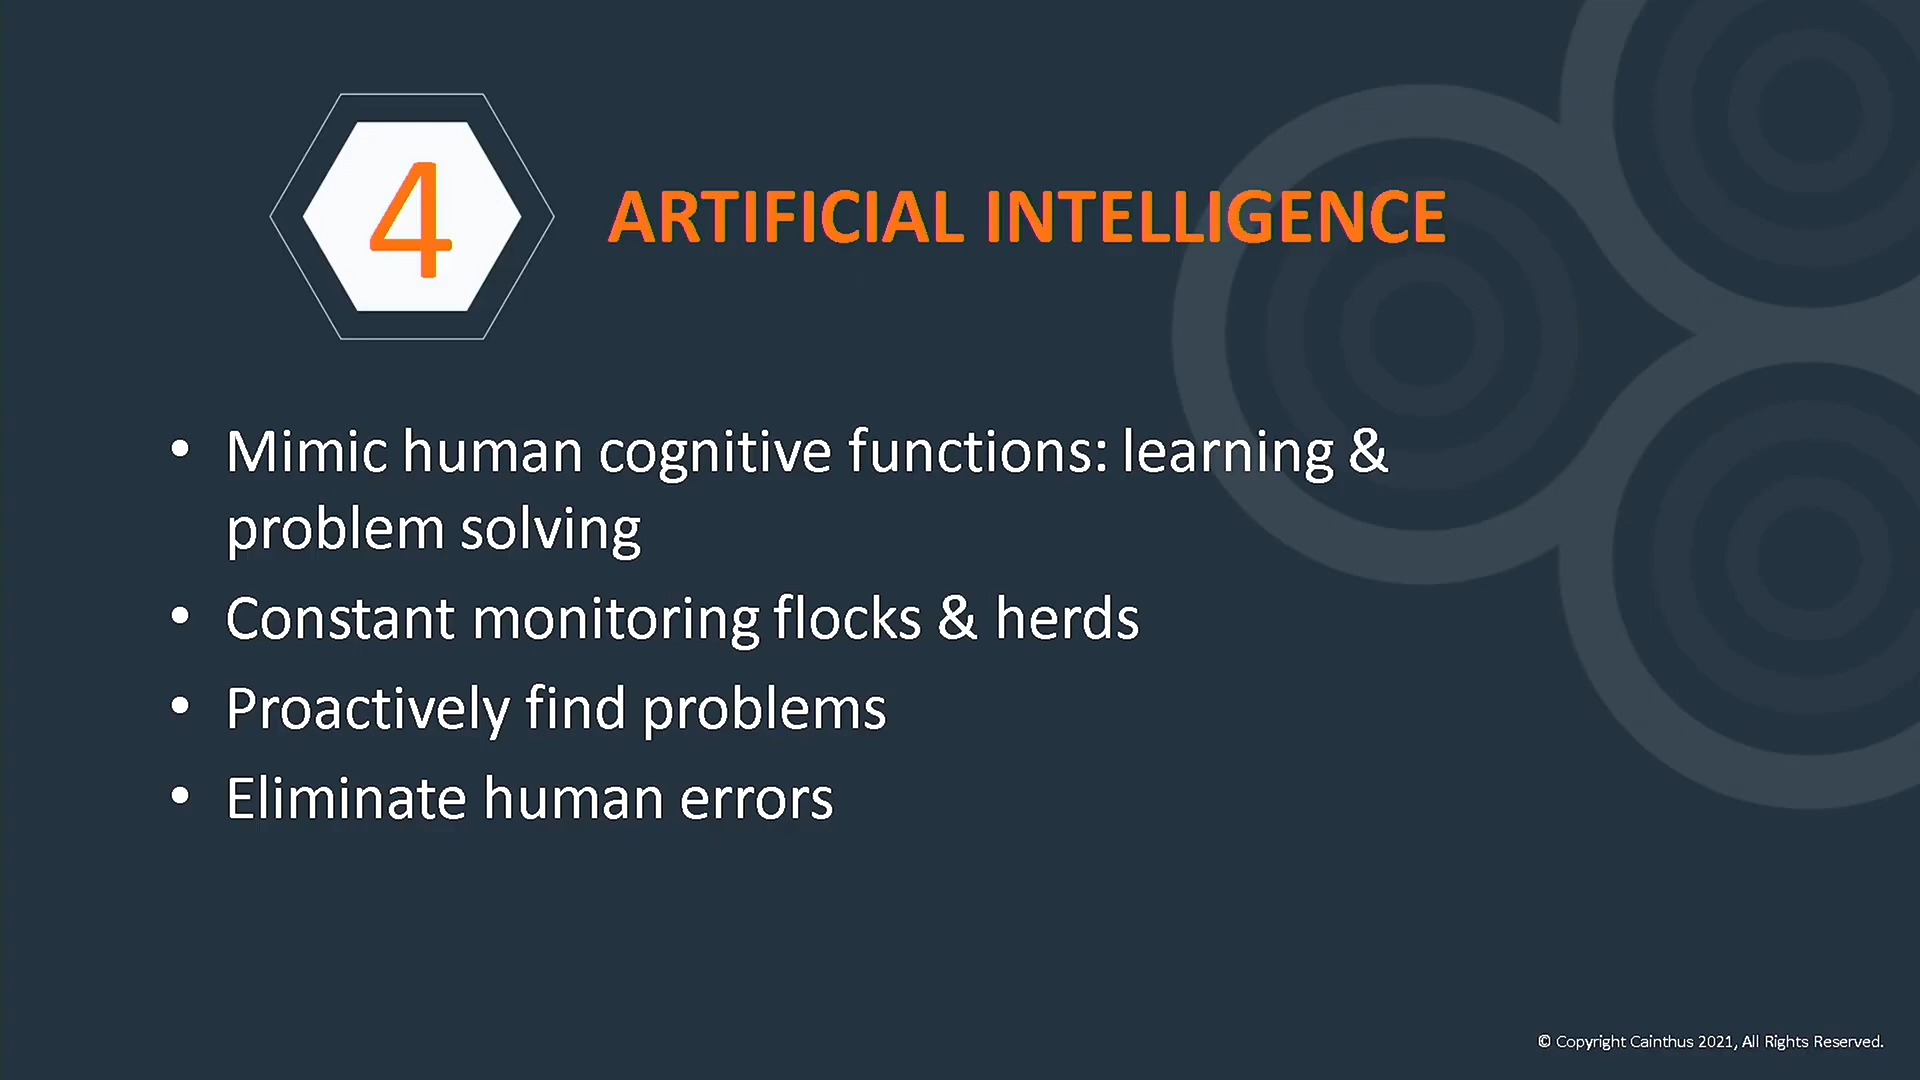 4
ARTIFICIAL INTELLIGENCE
• Mimic human cognitive functions: learning &
problem solving
• Constant monitoring flocks & herds
• Proactively find problems
• Eliminate human errors
© Copyright Cainthus 2021, All Rights Reserved.